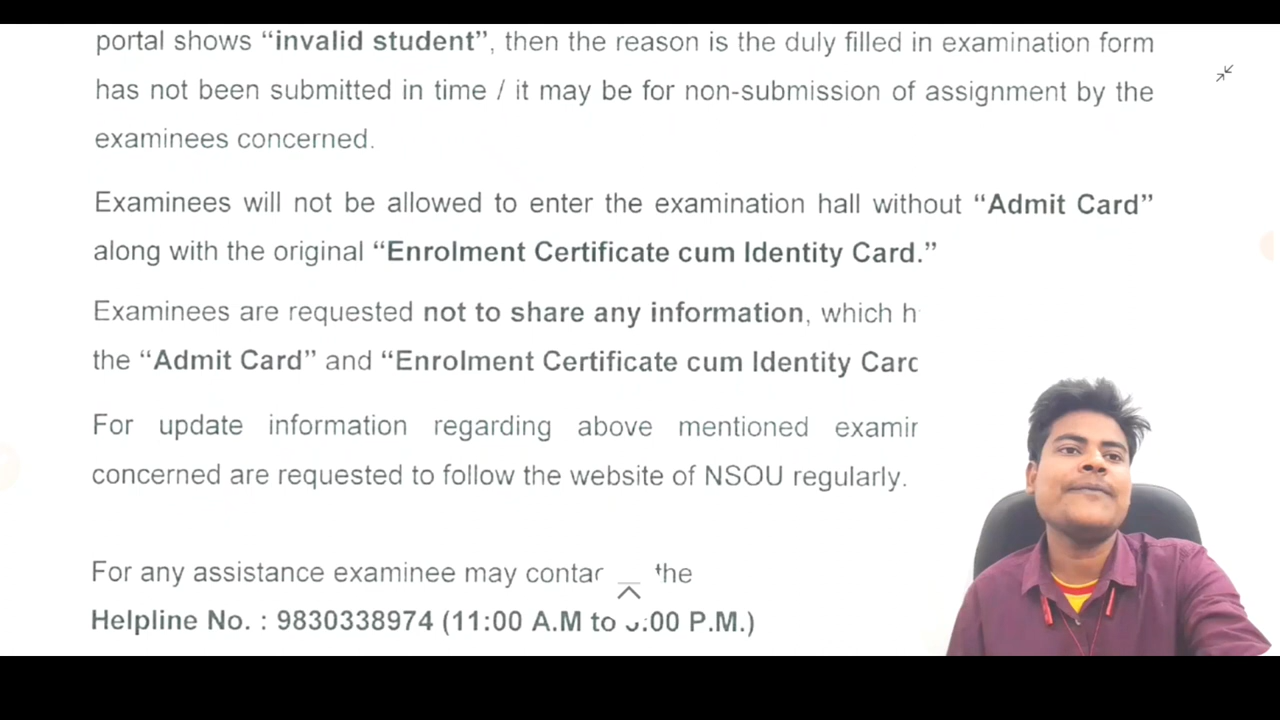 portal shows “invalid student”, then the reason is the duly filled in examination form
has not been submitted in time / it may be for non-submission of assignment by the
examinees concerned.
Examinees will not be allowed to enter the examination hall without “Admit Card”
along with the original “Enrolment Certificate cum Identity Card.”
Examinees are requested not to share any information, which
the “Admit Card” and “Enrolment Certificate cum Identity
For update information regarding above mentioned
concerned are requested to follow the website of NSOU regularly.
For any assistance examinee may the
Helpline No. : 9830338974 (11:00 A.M to P.M.)